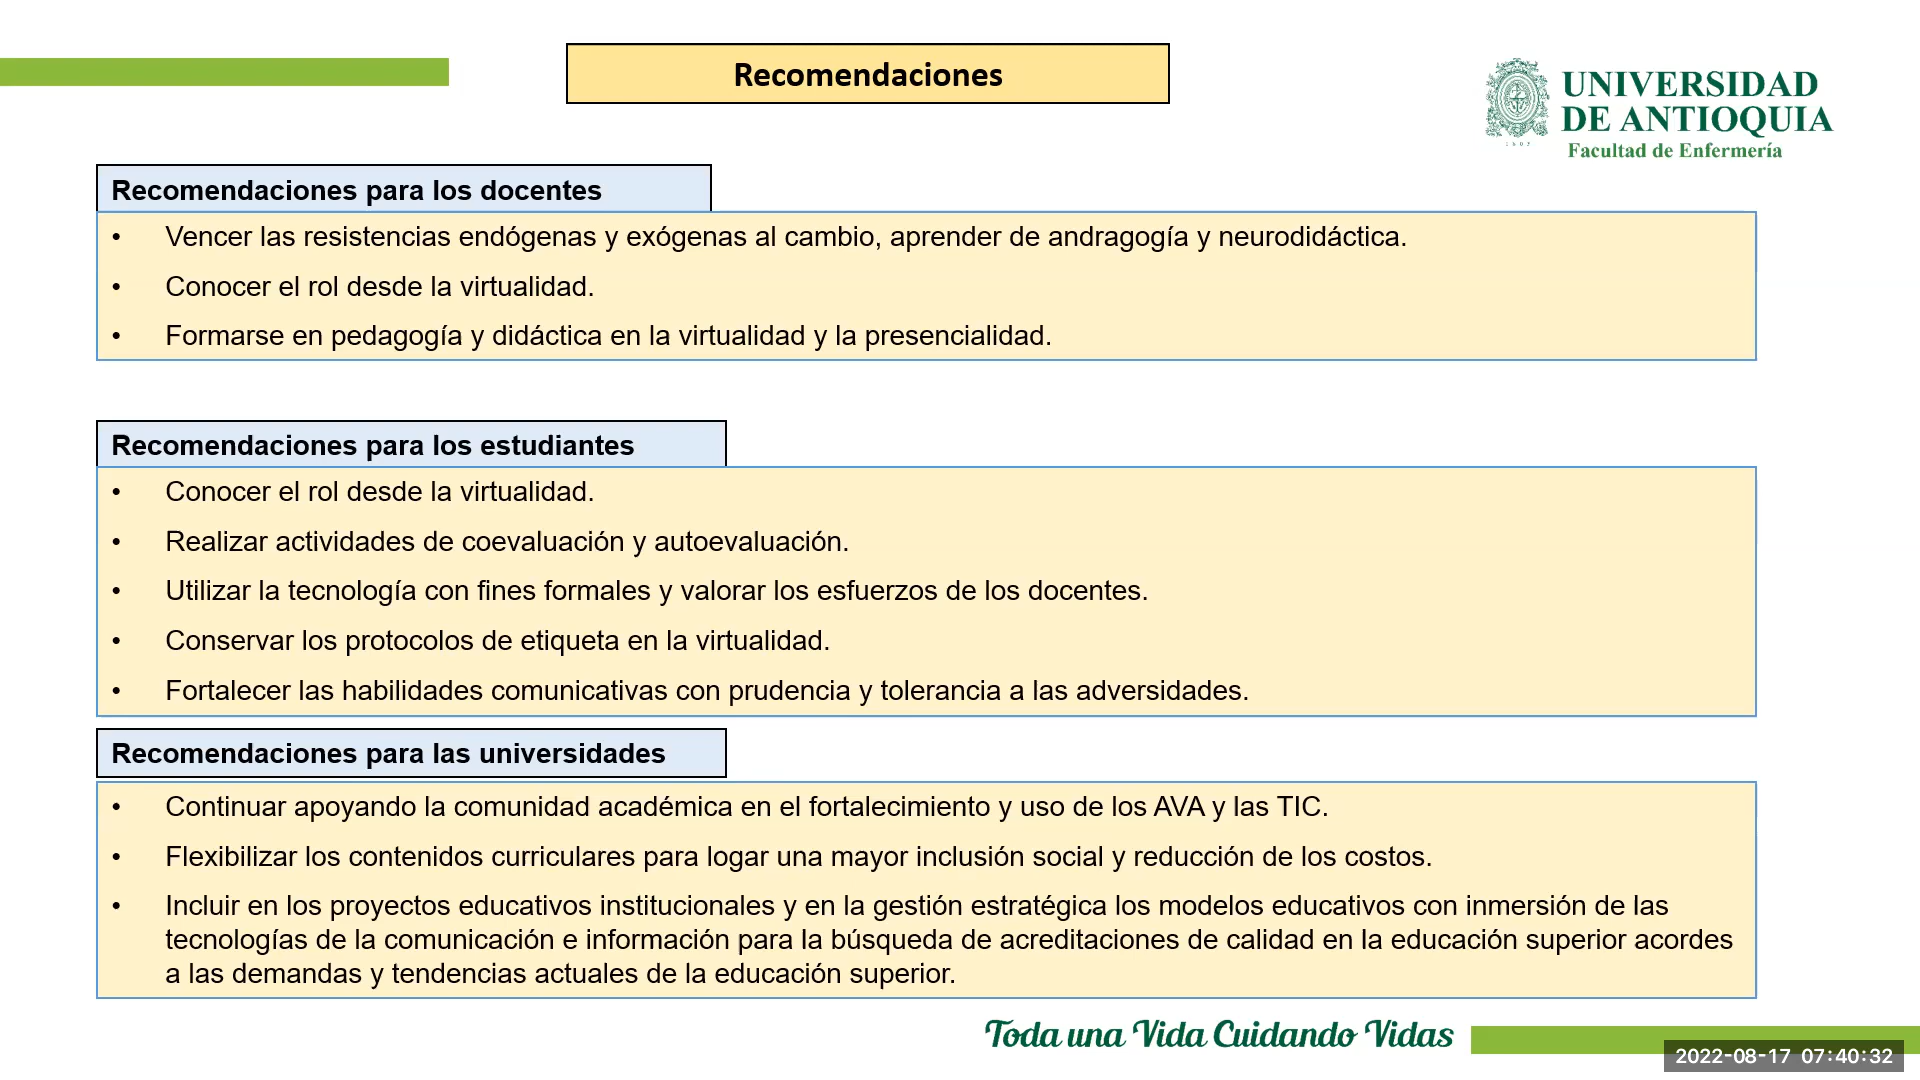 Recomendaciones
UNIVERSIDAD
DE ANTIOQUIA
Facultad de Enfermería
1803
Recomendaciones para los docentes
• Vencer las resistencias endógenas y exógenas al cambio, aprender de andragogía y neurodidáctica.
• Conocer el rol desde la virtualidad.
• Formarse en pedagogía y didáctica en la virtualidad y la presencialidad.
Recomendaciones para los estudiantes
• Conocer el rol desde la virtualidad.
• Realizar actividades de coevaluación y autoevaluación.
• Utilizar la tecnología con fines formales y valorar los esfuerzos de los docentes.
• Conservar los protocolos de etiqueta en la virtualidad.
• Fortalecer las habilidades comunicativas con prudencia y tolerancia a las adversidades.
Recomendaciones para las universidades
• Continuar apoyando la comunidad académica en el fortalecimiento y uso de los AVA y las TIC.
• Flexibilizar los contenidos curriculares para logar una mayor inclusión social y reducción de los costos.
• Incluir en los proyectos educativos institucionales y en la gestión estratégica los modelos educativos con inmersión de las
tecnologías de la comunicación e información para la búsqueda de acreditaciones de calidad en la educación superior acordes
a las demandas y tendencias actuales de la educación superior.
Toda una Vida Cuidando Vidas
2022-08-17 07:40:32